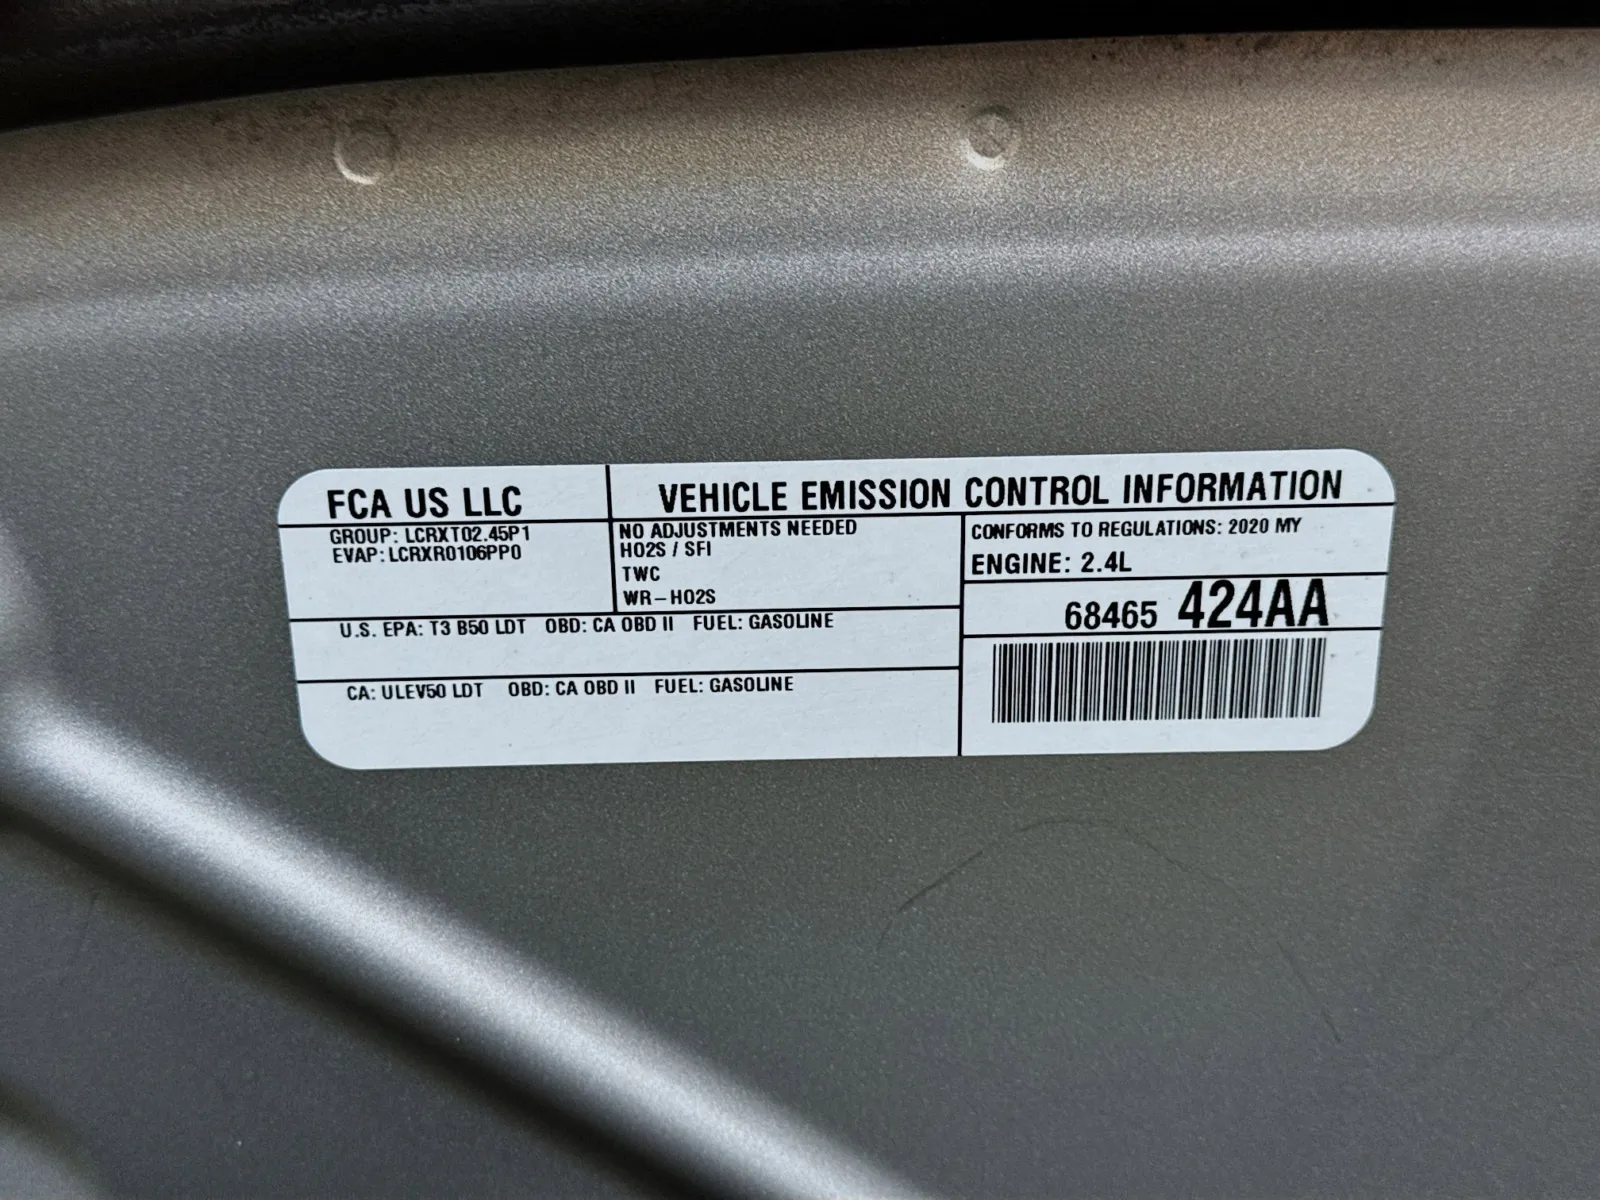 FCA US LLC
VEHICLE EMISSION CONTROL INFORMATION
GROUP: LCRXT02.45P1
EVAP: LCRXR0106PP0
NO ADJUSTMENTS NEEDED
HO2S / SFI
TWC
WR-HO2S
CONFORMS TO REGULATIONS: 2020 MY
ENGINE: 2.4L
68465 424AA
U.S. EPA: T3 B50 LDT OBD: CA OBD II FUEL: GASOLINE
CA: ULEV50 LDT OBD: CA OBD II FUEL: GASOLINE